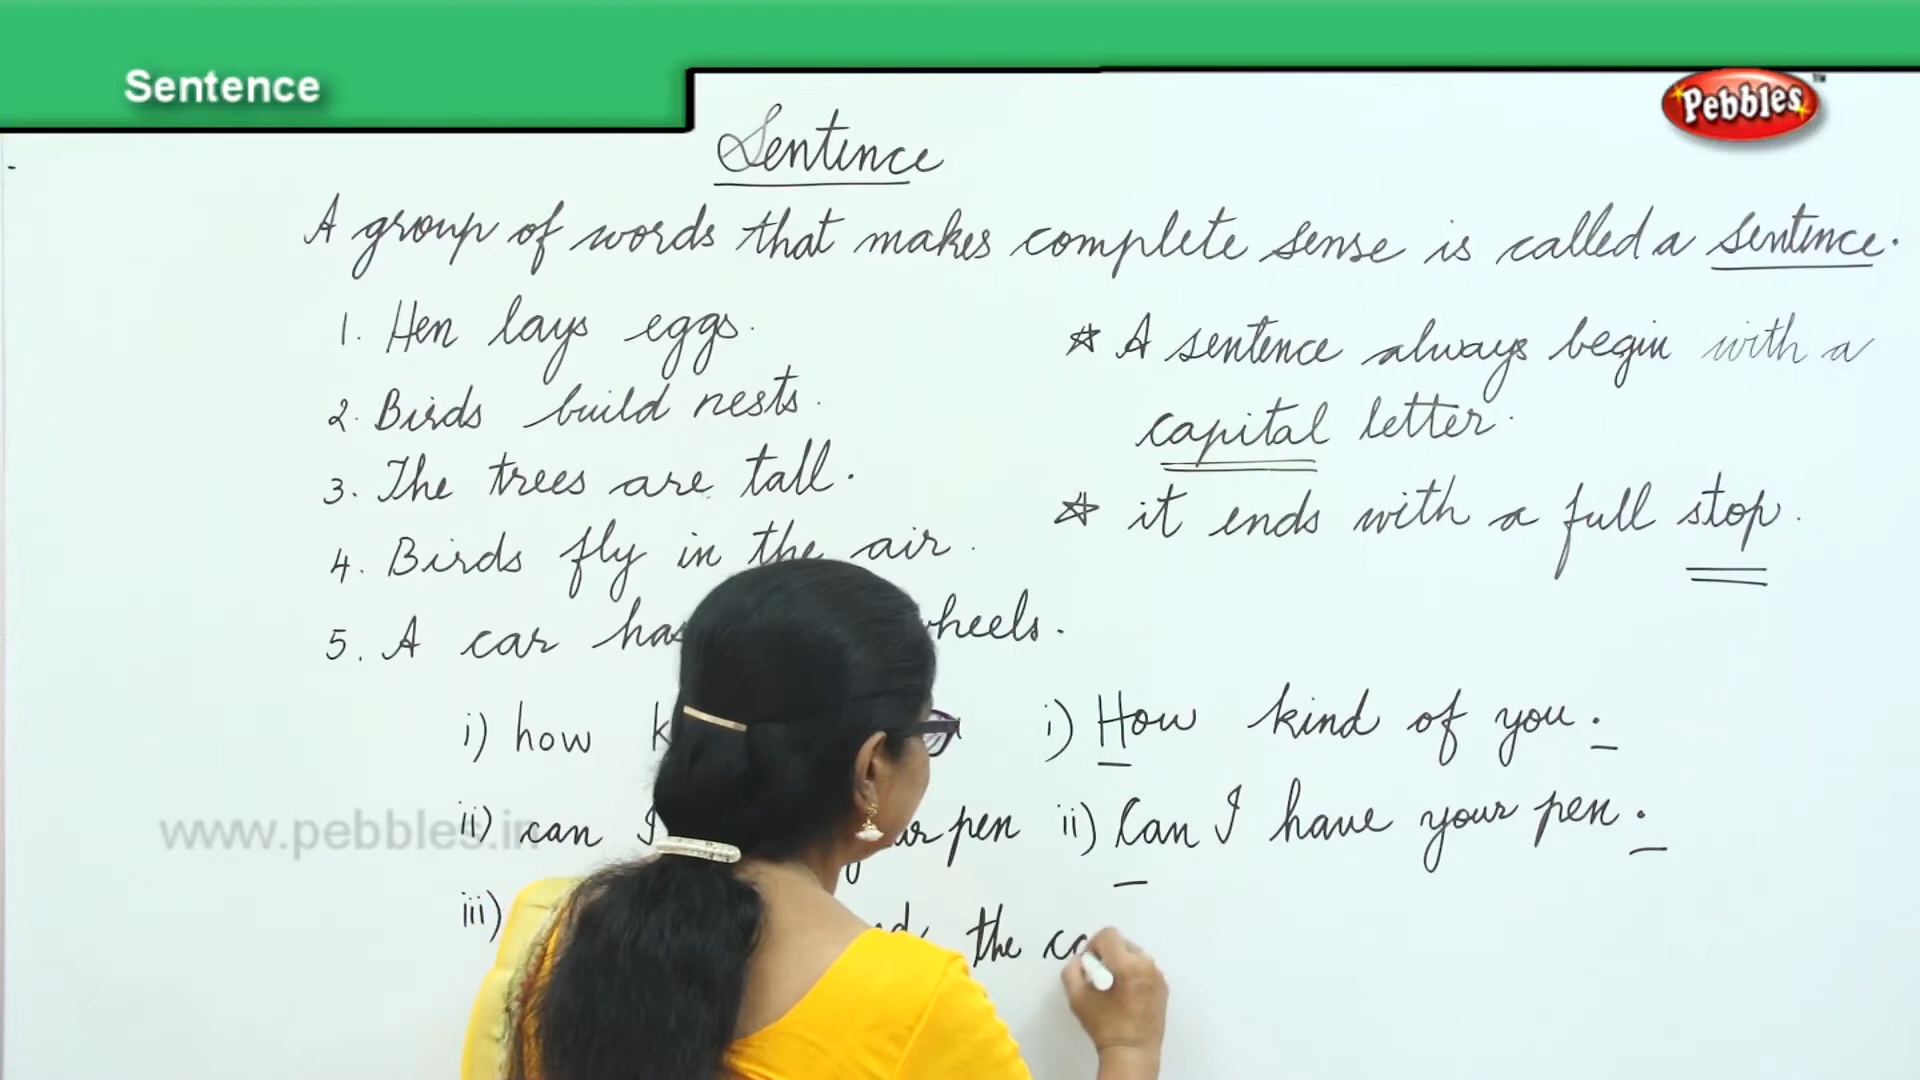 Sentence
Pebbles™
Sentence
A group of words that makes complete sense is called a sentence.
1. Hen lays eggs.
2. Birds build nests.
3. The trees are tall.
4. Birds fly in the air.
5. A car has wheels.
☆ A sentence always begin with a
capital letter.
☆ it ends with a full stop.
i) how
ii) can I pen
iii) the
i) How kind of you.
ii) Can I have your pen.
www.pebbles.in